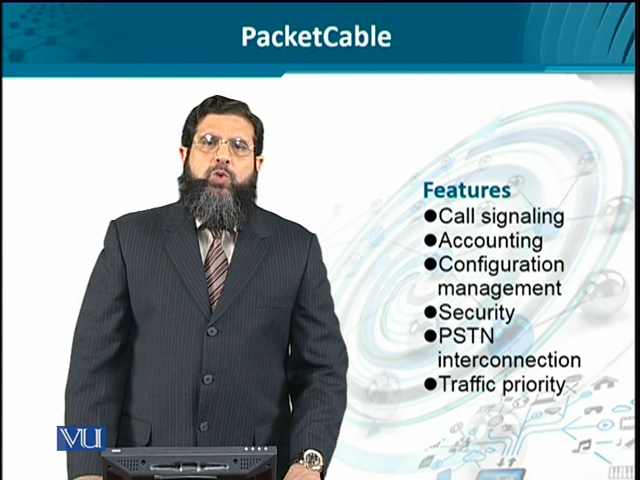 PacketCable
Features
●Call signaling
●Accounting
●Configuration
management
●Security
●PSTN
interconnection
●Traffic priority
VU